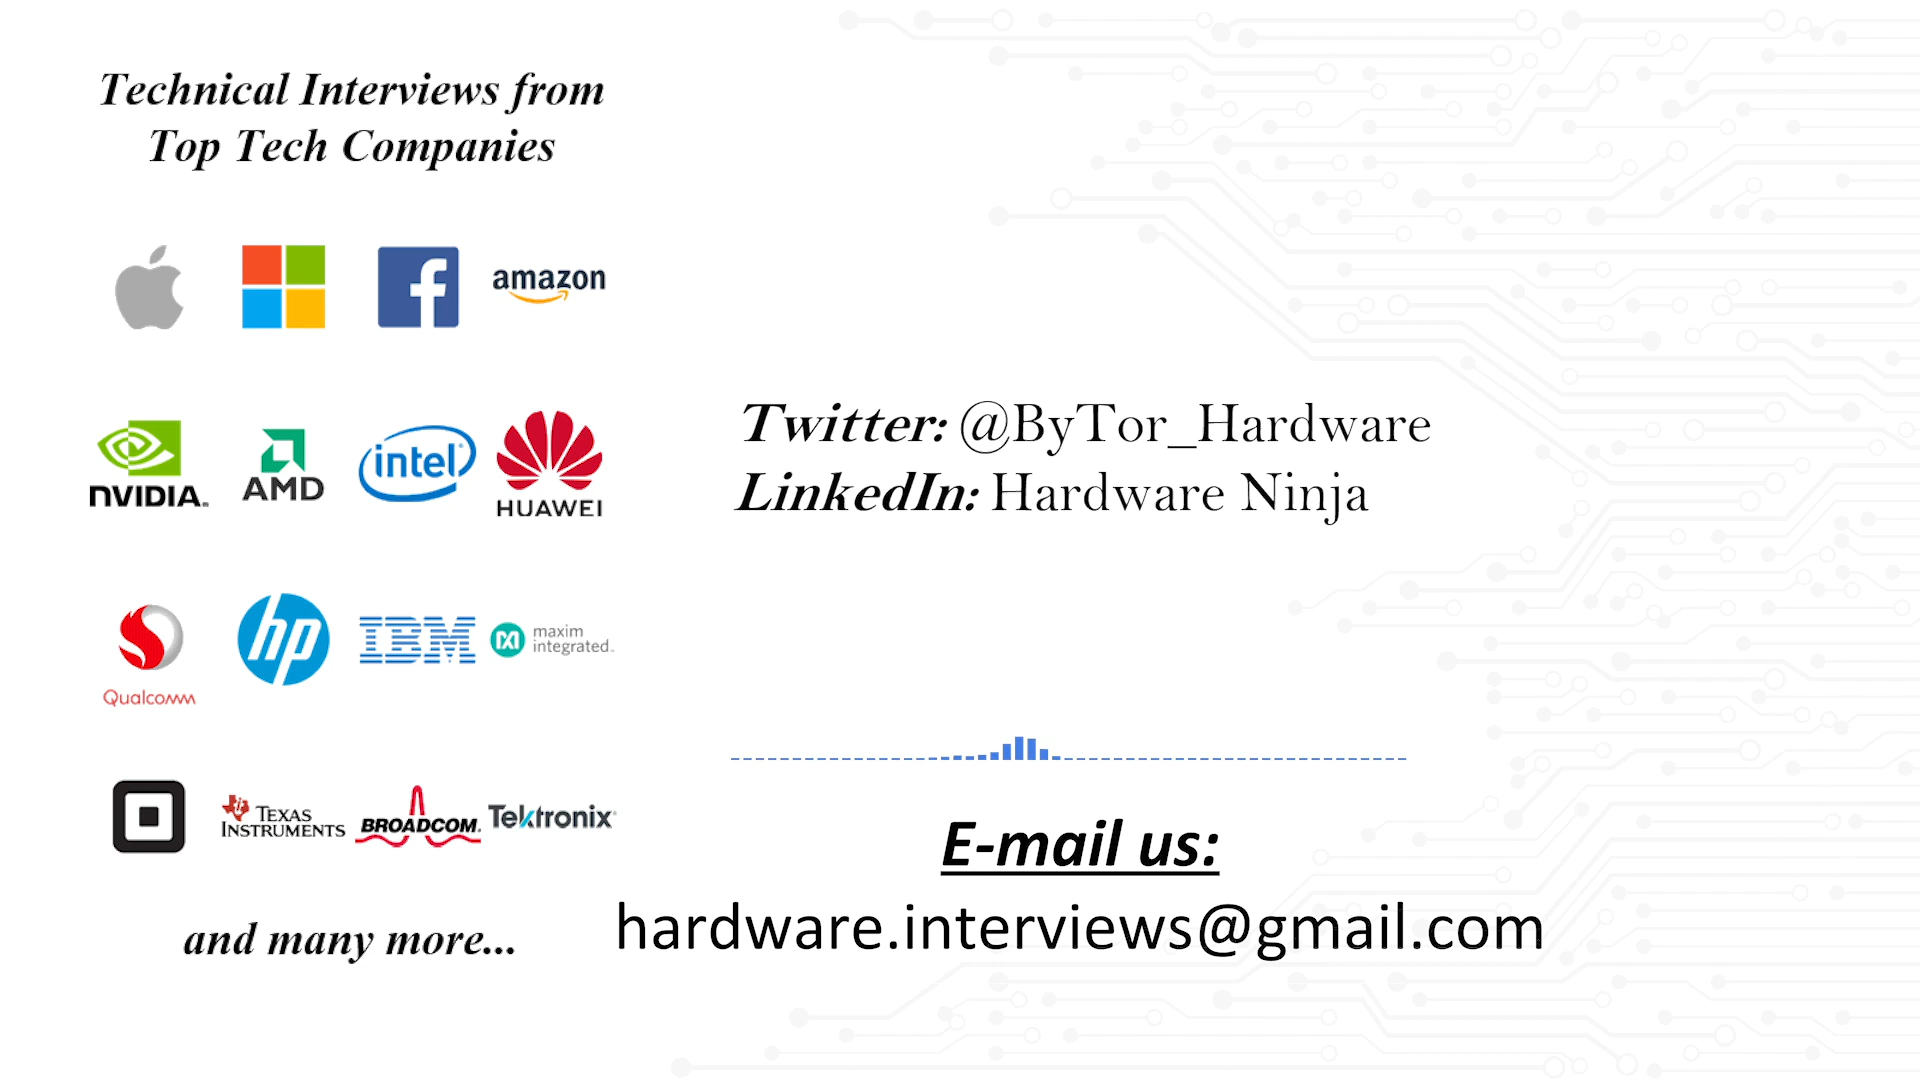 Technical Interviews from
Top Tech Companies
amazon
NVIDIA.
AMD
intel
HUAWEI
Qualcomm
hp
IBM
maxim
integrated
TEXAS
INSTRUMENTS
BROADCOM.
Tektronix
and many more...
Twitter: @ByTor_Hardware
LinkedIn: Hardware Ninja
E-mail us:
hardware.interviews@gmail.com